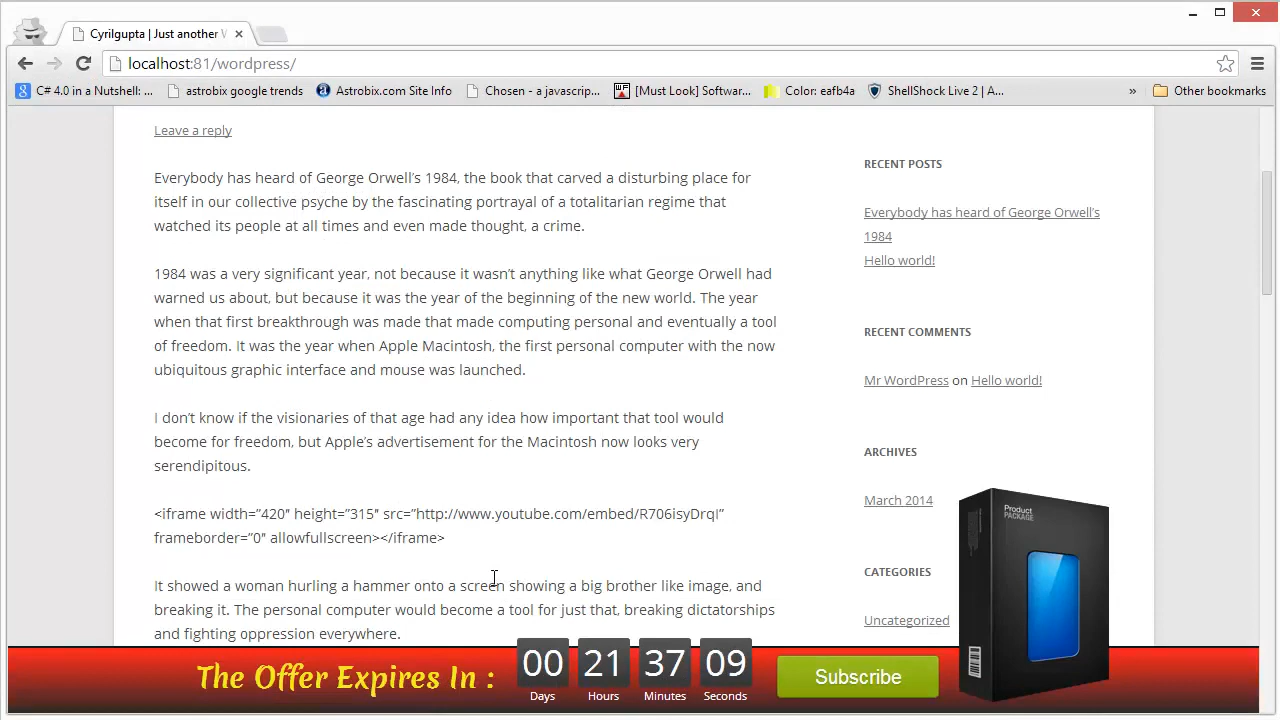 Cyrilgupta | Just another W
localhost:81/wordpress/
C# 4.0 in a Nutshell: ...
astrobix google trends
Astrobix.com Site Info
Chosen - a javascrip...
[Must Look] Softwar...
Color: eafb4a
ShellShock Live 2 | A...
»
Other bookmarks
Leave a reply
Everybody has heard of George Orwell’s 1984, the book that carved a disturbing place for
itself in our collective psyche by the fascinating portrayal of a totalitarian regime that
watched its people at all times and even made thought, a crime.
1984 was a very significant year, not because it wasn’t anything like what George Orwell had
warned us about, but because it was the year of the beginning of the new world. The year
when that first breakthrough was made that made computing personal and eventually a tool
of freedom. It was the year when Apple Macintosh, the first personal computer with the now
ubiquitous graphic interface and mouse was launched.
I don’t know if the visionaries of that age had any idea how important that tool would
become for freedom, but Apple’s advertisement for the Macintosh now looks very
serendipitous.
<iframe width=”420″ height=”315″ src=”http://www.youtube.com/embed/R706isyDrqI”
frameborder=”0″ allowfullscreen></iframe>
It showed a woman hurling a hammer onto a screen showing a big brother like image, and
breaking it. The personal computer would become a tool for just that, breaking dictatorships
and fighting oppression everywhere.
RECENT POSTS
Everybody has heard of George Orwell’s
1984
Hello world!
RECENT COMMENTS
Mr WordPress on Hello world!
ARCHIVES
March 2014
CATEGORIES
Uncategorized
Product
PACKAGE
The Offer Expires In :
00 21 37 09
Days Hours Minutes Seconds
Subscribe